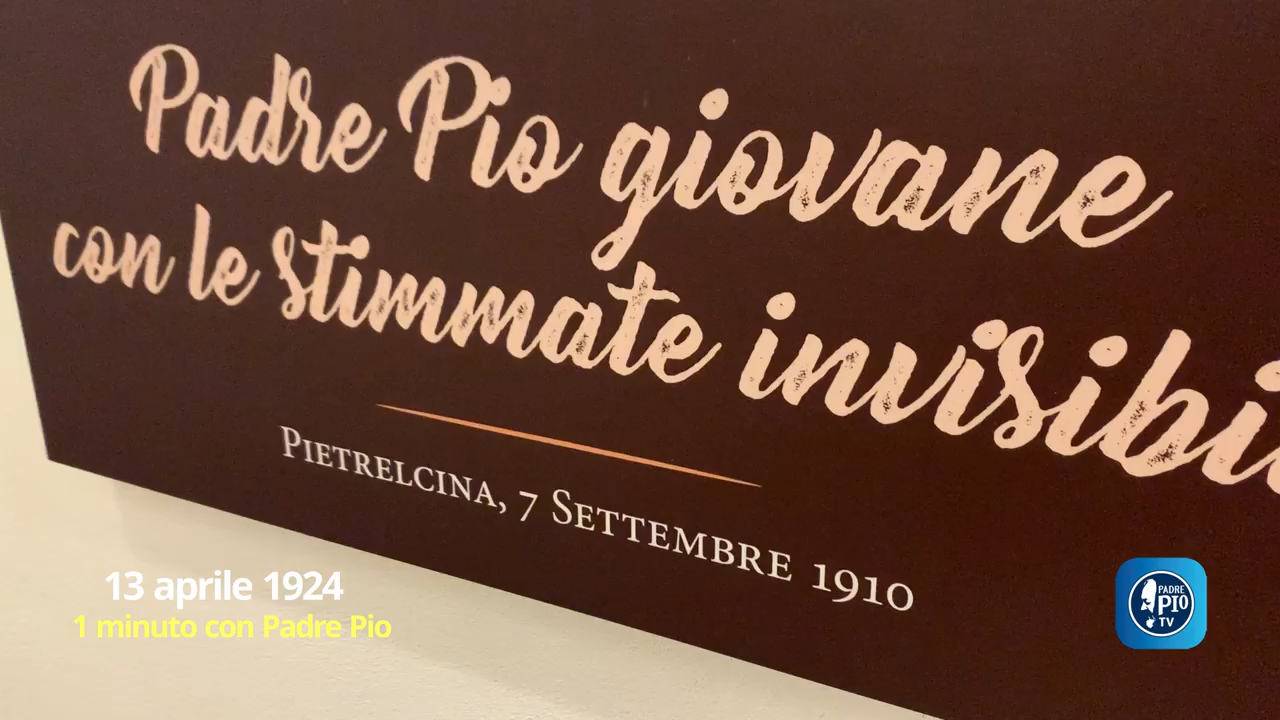 Padre Pio giovane
con le stimmate invisibi
PIETRELCINA, 7 SETTEMBRE 1910
13 aprile 1924
1 minuto con Padre Pio
PADRE
PIO
TV